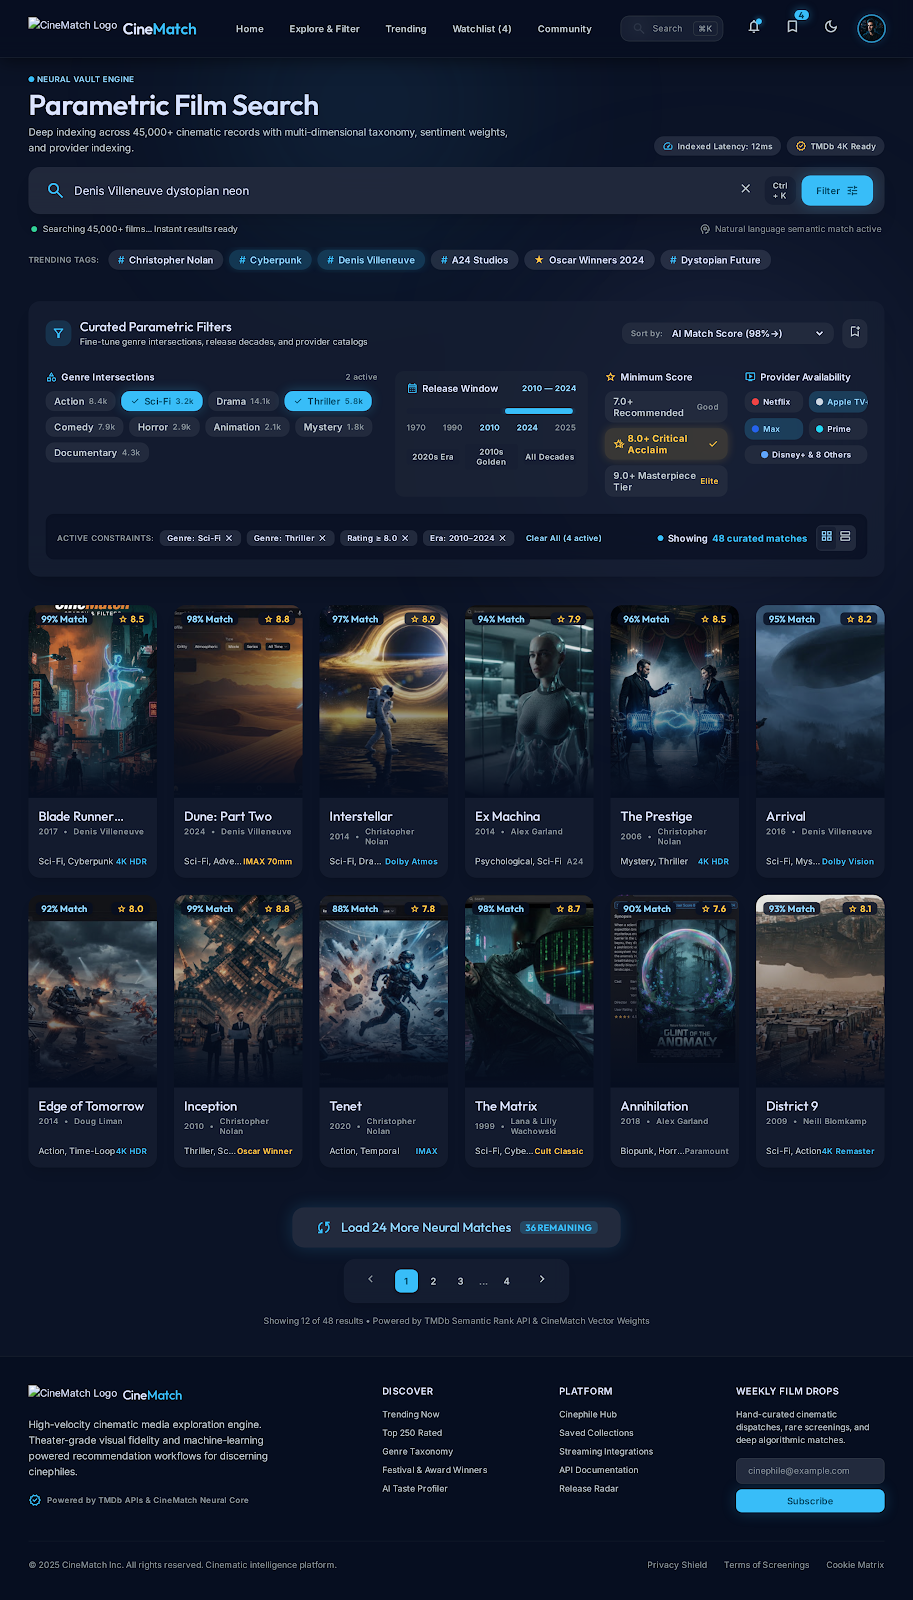 CineMatch Logo CineMatch Home Explore & Filter Trending Watchlist (4) Community Search ⌘K 4
NEURAL VAULT ENGINE
Parametric Film Search
Deep indexing across 45,000+ cinematic records with multi-dimensional taxonomy, sentiment weights,
and provider indexing.
Indexed Latency: 12ms TMDb 4K Ready
Denis Villeneuve dystopian neon
Ctrl
+ K
Filter
Searching 45,000+ films... Instant results ready Natural language semantic match active
TRENDING TAGS: # Christopher Nolan # Cyberpunk # Denis Villeneuve # A24 Studios ★ Oscar Winners 2024 # Dystopian Future
Curated Parametric Filters
Fine-tune genre intersections, release decades, and provider catalogs
Sort by: AI Match Score (98%→)
Genre Intersections 2 active
Action 8.4k ✓ Sci-Fi 3.2k Drama 14.1k ✓ Thriller 5.8k
Comedy 7.9k Horror 2.9k Animation 2.1k Mystery 1.8k
Documentary 4.3k
Release Window 2010 — 2024
1970 1990 2010 2024 2025
2020s Era
2010s
Golden
All Decades
Minimum Score
7.0+
Recommended
Good
8.0+ Critical
Acclaim
✓
9.0+ Masterpiece
Tier
Elite
Provider Availability
Netflix Apple TV+
Max Prime
Disney+ & 8 Others
ACTIVE CONSTRAINTS: Genre: Sci-Fi ✕ Genre: Thriller ✕ Rating ≥ 8.0 ✕ Era: 2010–2024 ✕ Clear All (4 active) Showing 48 curated matches
99% Match ☆ 8.5
98% Match ☆ 8.8
97% Match ☆ 8.9
94% Match ☆ 7.9
96% Match ☆ 8.5
95% Match ☆ 8.2
Blade Runner...
2017 • Denis Villeneuve
Sci-Fi, Cyberpunk 4K HDR
Dune: Part Two
2024 • Denis Villeneuve
Sci-Fi, Adve... IMAX 70mm
Interstellar
2014 • Christopher
Nolan
Sci-Fi, Dra... Dolby Atmos
Ex Machina
2014 • Alex Garland
Psychological, Sci-Fi A24
The Prestige
2006 • Christopher
Nolan
Mystery, Thriller 4K HDR
Arrival
2016 • Denis Villeneuve
Sci-Fi, Mys... Dolby Vision
92% Match ☆ 8.0
99% Match ☆ 8.8
88% Match ☆ 7.8
98% Match ☆ 8.7
90% Match ☆ 7.6
93% Match ☆ 8.1
GLINT OF THE
ANOMALY
Edge of Tomorrow
2014 • Doug Liman
Action, Time-Loop 4K HDR
Inception
2010 • Christopher
Nolan
Thriller, Sc... Oscar Winner
Tenet
2020 • Christopher
Nolan
Action, Temporal IMAX
The Matrix
1999 • Lana & Lilly
Wachowski
Sci-Fi, Cybe... Cult Classic
Annihilation
2018 • Alex Garland
Biopunk, Horr... Paramount
District 9
2009 • Neill Blomkamp
Sci-Fi, Action 4K Remaster
Load 24 More Neural Matches 36 REMAINING
‹ 1 2 3 ... 4 ›
Showing 12 of 48 results • Powered by TMDb Semantic Rank API & CineMatch Vector Weights
CineMatch Logo CineMatch
High-velocity cinematic media exploration engine.
Theater-grade visual fidelity and machine-learning
powered recommendation workflows for discerning
cinephiles.
Powered by TMDb APIs & CineMatch Neural Core
DISCOVER
Trending Now
Top 250 Rated
Genre Taxonomy
Festival & Award Winners
AI Taste Profiler
PLATFORM
Cinephile Hub
Saved Collections
Streaming Integrations
API Documentation
Release Radar
WEEKLY FILM DROPS
Hand-curated cinematic
dispatches, rare screenings, and
deep algorithmic matches.
cinephile@example.com
Subscribe
© 2025 CineMatch Inc. All rights reserved. Cinematic intelligence platform.
Privacy Shield Terms of Screenings Cookie Matrix